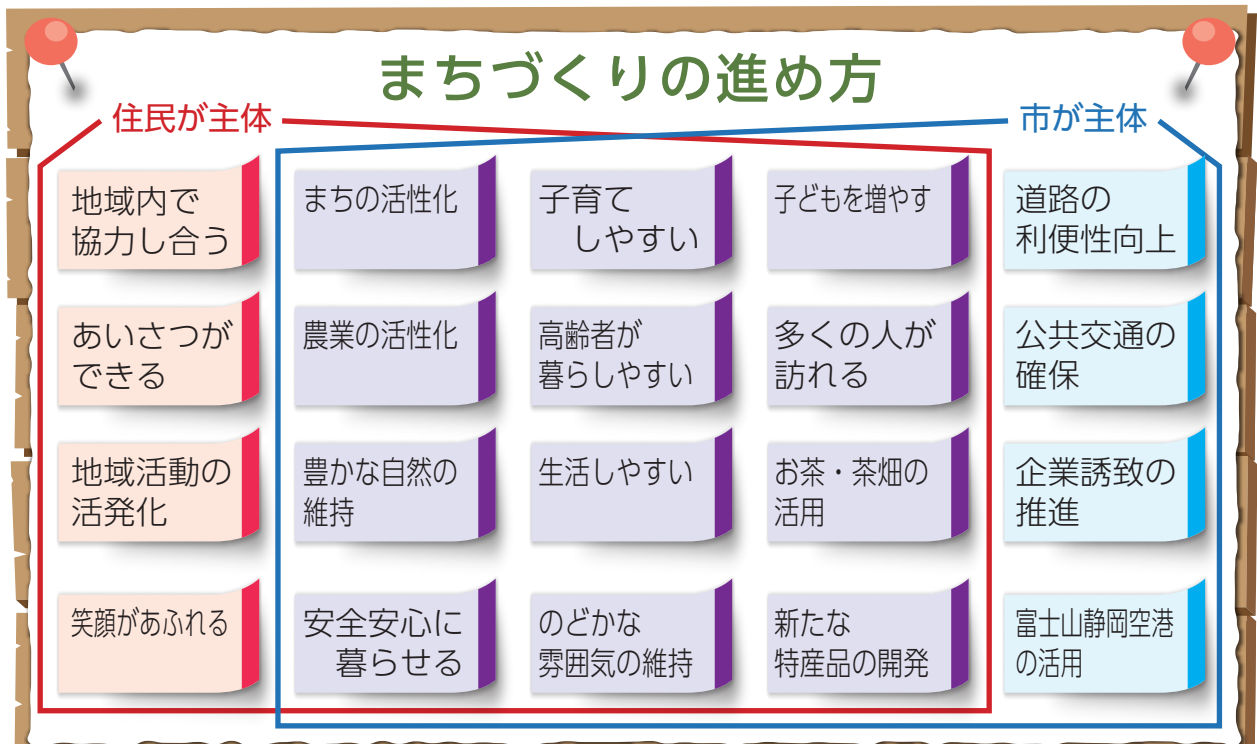 まちづくりの進め方
住民が主体
市が主体
地域内で
協力し合う
まちの活性化
子育て
しやすい
子どもを増やす
道路の
利便性向上
あいさつが
できる
農業の活性化
高齢者が
暮らしやすい
多くの人が
訪れる
公共交通の
確保
地域活動の
活発化
豊かな自然の
維持
生活しやすい
お茶・茶畑の
活用
企業誘致の
推進
笑顔があふれる
安全安心に
暮らせる
のどかな
雰囲気の維持
新たな
特産品の開発
富士山静岡空港
の活用